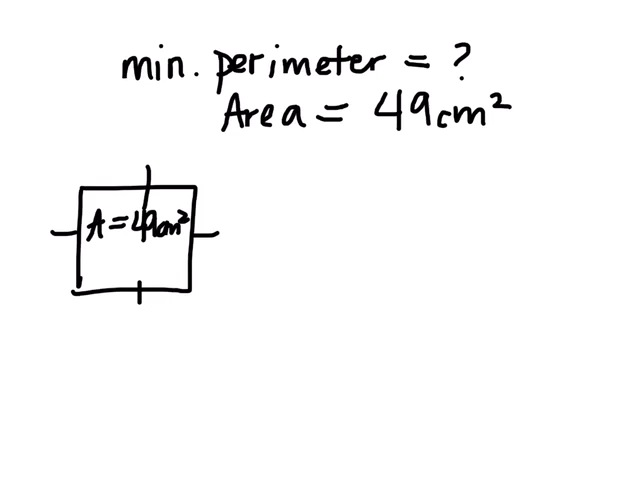 min. perimeter = ?
Area = 49cm²
A = 49cm²